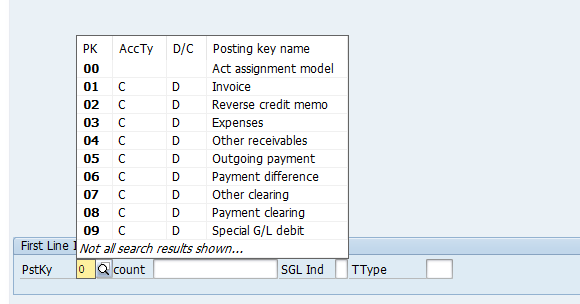 PK AccTy D/C Posting key name
00 Act assignment model
01 C D Invoice
02 C D Reverse credit memo
03 C D Expenses
04 C D Other receivables
05 C D Outgoing payment
06 C D Payment difference
07 C D Other clearing
08 C D Payment clearing
09 C D Special G/L debit
Not all search results shown...
First Line
PstKy 0 count SGL Ind TType